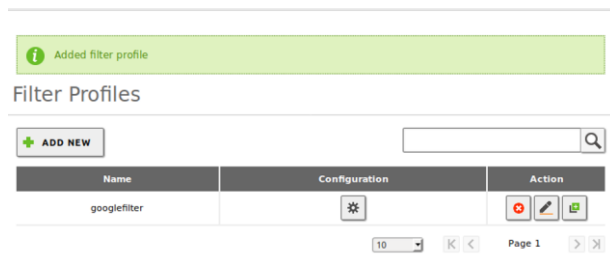 Added filter profile
Filter Profiles
ADD NEW
Name Configuration Action
googlefilter
10 Page 1